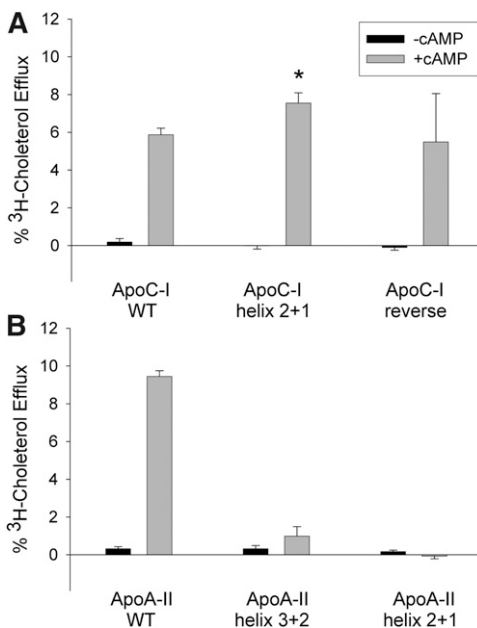 A
12
10
8
6
4
2
0
% ³H-Choleterol Efflux
-cAMP
+cAMP
*
ApoC-I
WT
ApoC-I
helix 2+1
ApoC-I
reverse
B
12
10
8
6
4
2
0
% ³H-Choleterol Efflux
ApoA-II
WT
ApoA-II
helix 3+2
ApoA-II
helix 2+1